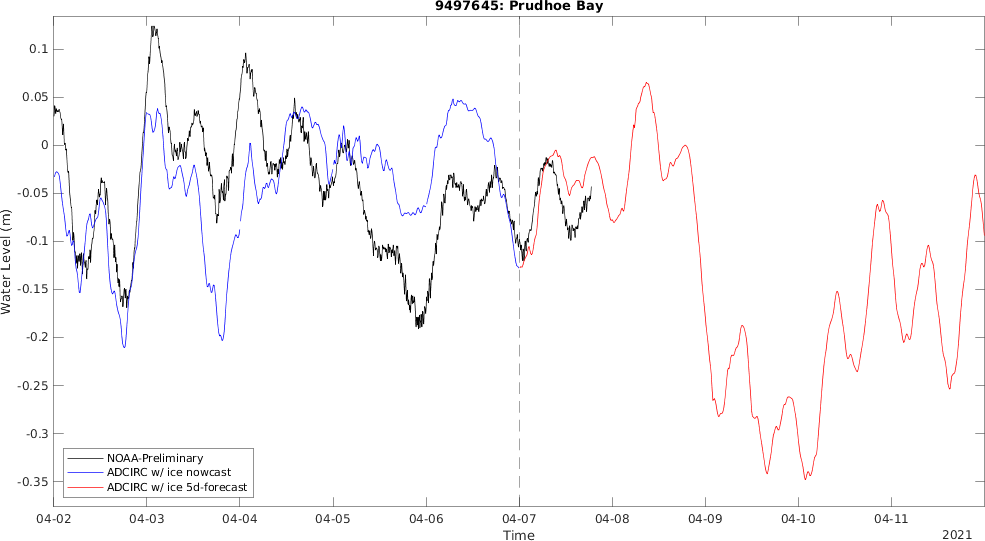 9497645: Prudhoe Bay
Water Level (m)
0.1
0.05
0
-0.05
-0.1
-0.15
-0.2
-0.25
-0.3
-0.35
NOAA-Preliminary
ADCIRC w/ ice nowcast
ADCIRC w/ ice 5d-forecast
04-02 04-03 04-04 04-05 04-06 04-07 04-08 04-09 04-10 04-11
Time
2021